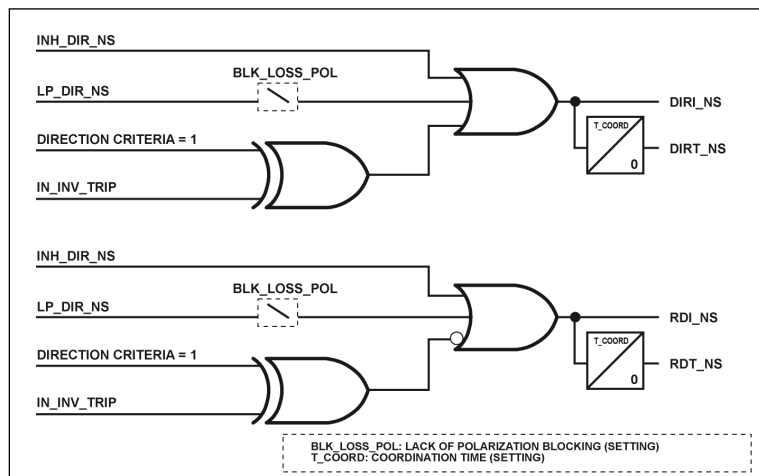 INH_DIR_NS
BLK_LOSS_POL
LP_DIR_NS
DIRI_NS
T_COORD
0
DIRT_NS
DIRECTION CRITERIA = 1
IN_INV_TRIP
INH_DIR_NS
BLK_LOSS_POL
LP_DIR_NS
RDI_NS
T_COORD
0
RDT_NS
DIRECTION CRITERIA = 1
IN_INV_TRIP
BLK_LOSS_POL: LACK OF POLARIZATION BLOCKING (SETTING)
T_COORD: COORDINATION TIME (SETTING)